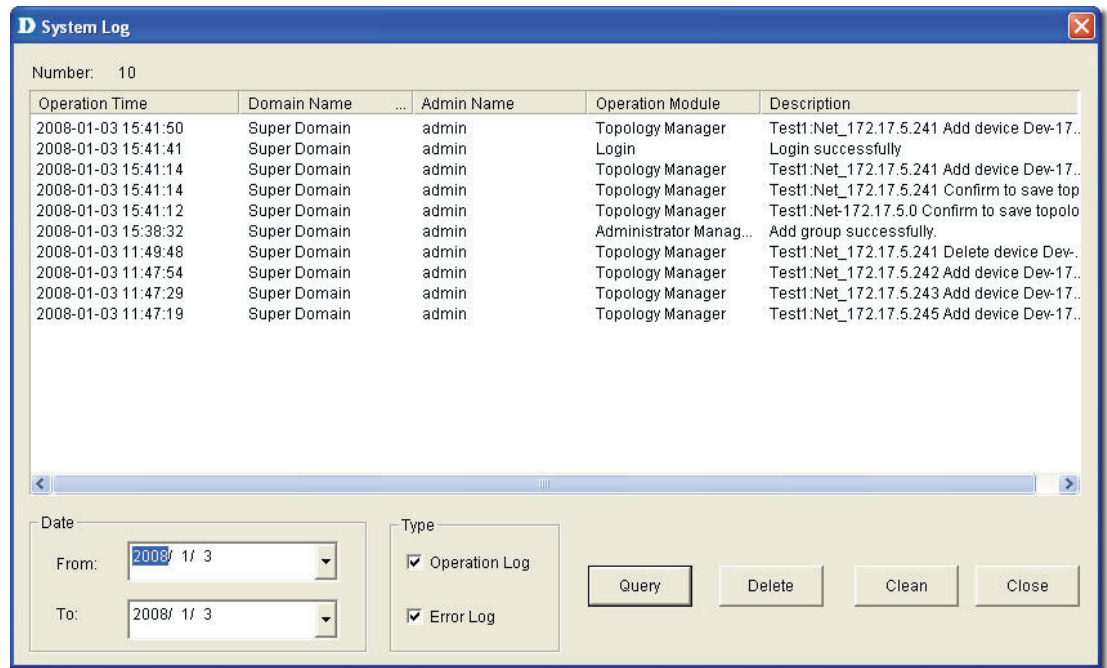 D System Log
Number: 10
Operation Time Domain Name ... Admin Name Operation Module Description
2008-01-03 15:41:50 Super Domain admin Topology Manager Test1:Net_172.17.5.241 Add device Dev-17..
2008-01-03 15:41:41 Super Domain admin Login Login successfully
2008-01-03 15:41:14 Super Domain admin Topology Manager Test1:Net_172.17.5.241 Add device Dev-17..
2008-01-03 15:41:14 Super Domain admin Topology Manager Test1:Net_172.17.5.241 Confirm to save top
2008-01-03 15:41:12 Super Domain admin Topology Manager Test1:Net-172.17.5.0 Confirm to save topolo
2008-01-03 15:38:32 Super Domain admin Administrator Manag... Add group successfully.
2008-01-03 11:49:48 Super Domain admin Topology Manager Test1:Net_172.17.5.241 Delete device Dev-.
2008-01-03 11:47:54 Super Domain admin Topology Manager Test1:Net_172.17.5.242 Add device Dev-17..
2008-01-03 11:47:29 Super Domain admin Topology Manager Test1:Net_172.17.5.243 Add device Dev-17..
2008-01-03 11:47:19 Super Domain admin Topology Manager Test1:Net_172.17.5.245 Add device Dev-17..
Date Type
From: 2008/ 1/ 3 Operation Log
Query Delete Clean Close
To: 2008/ 1/ 3 Error Log